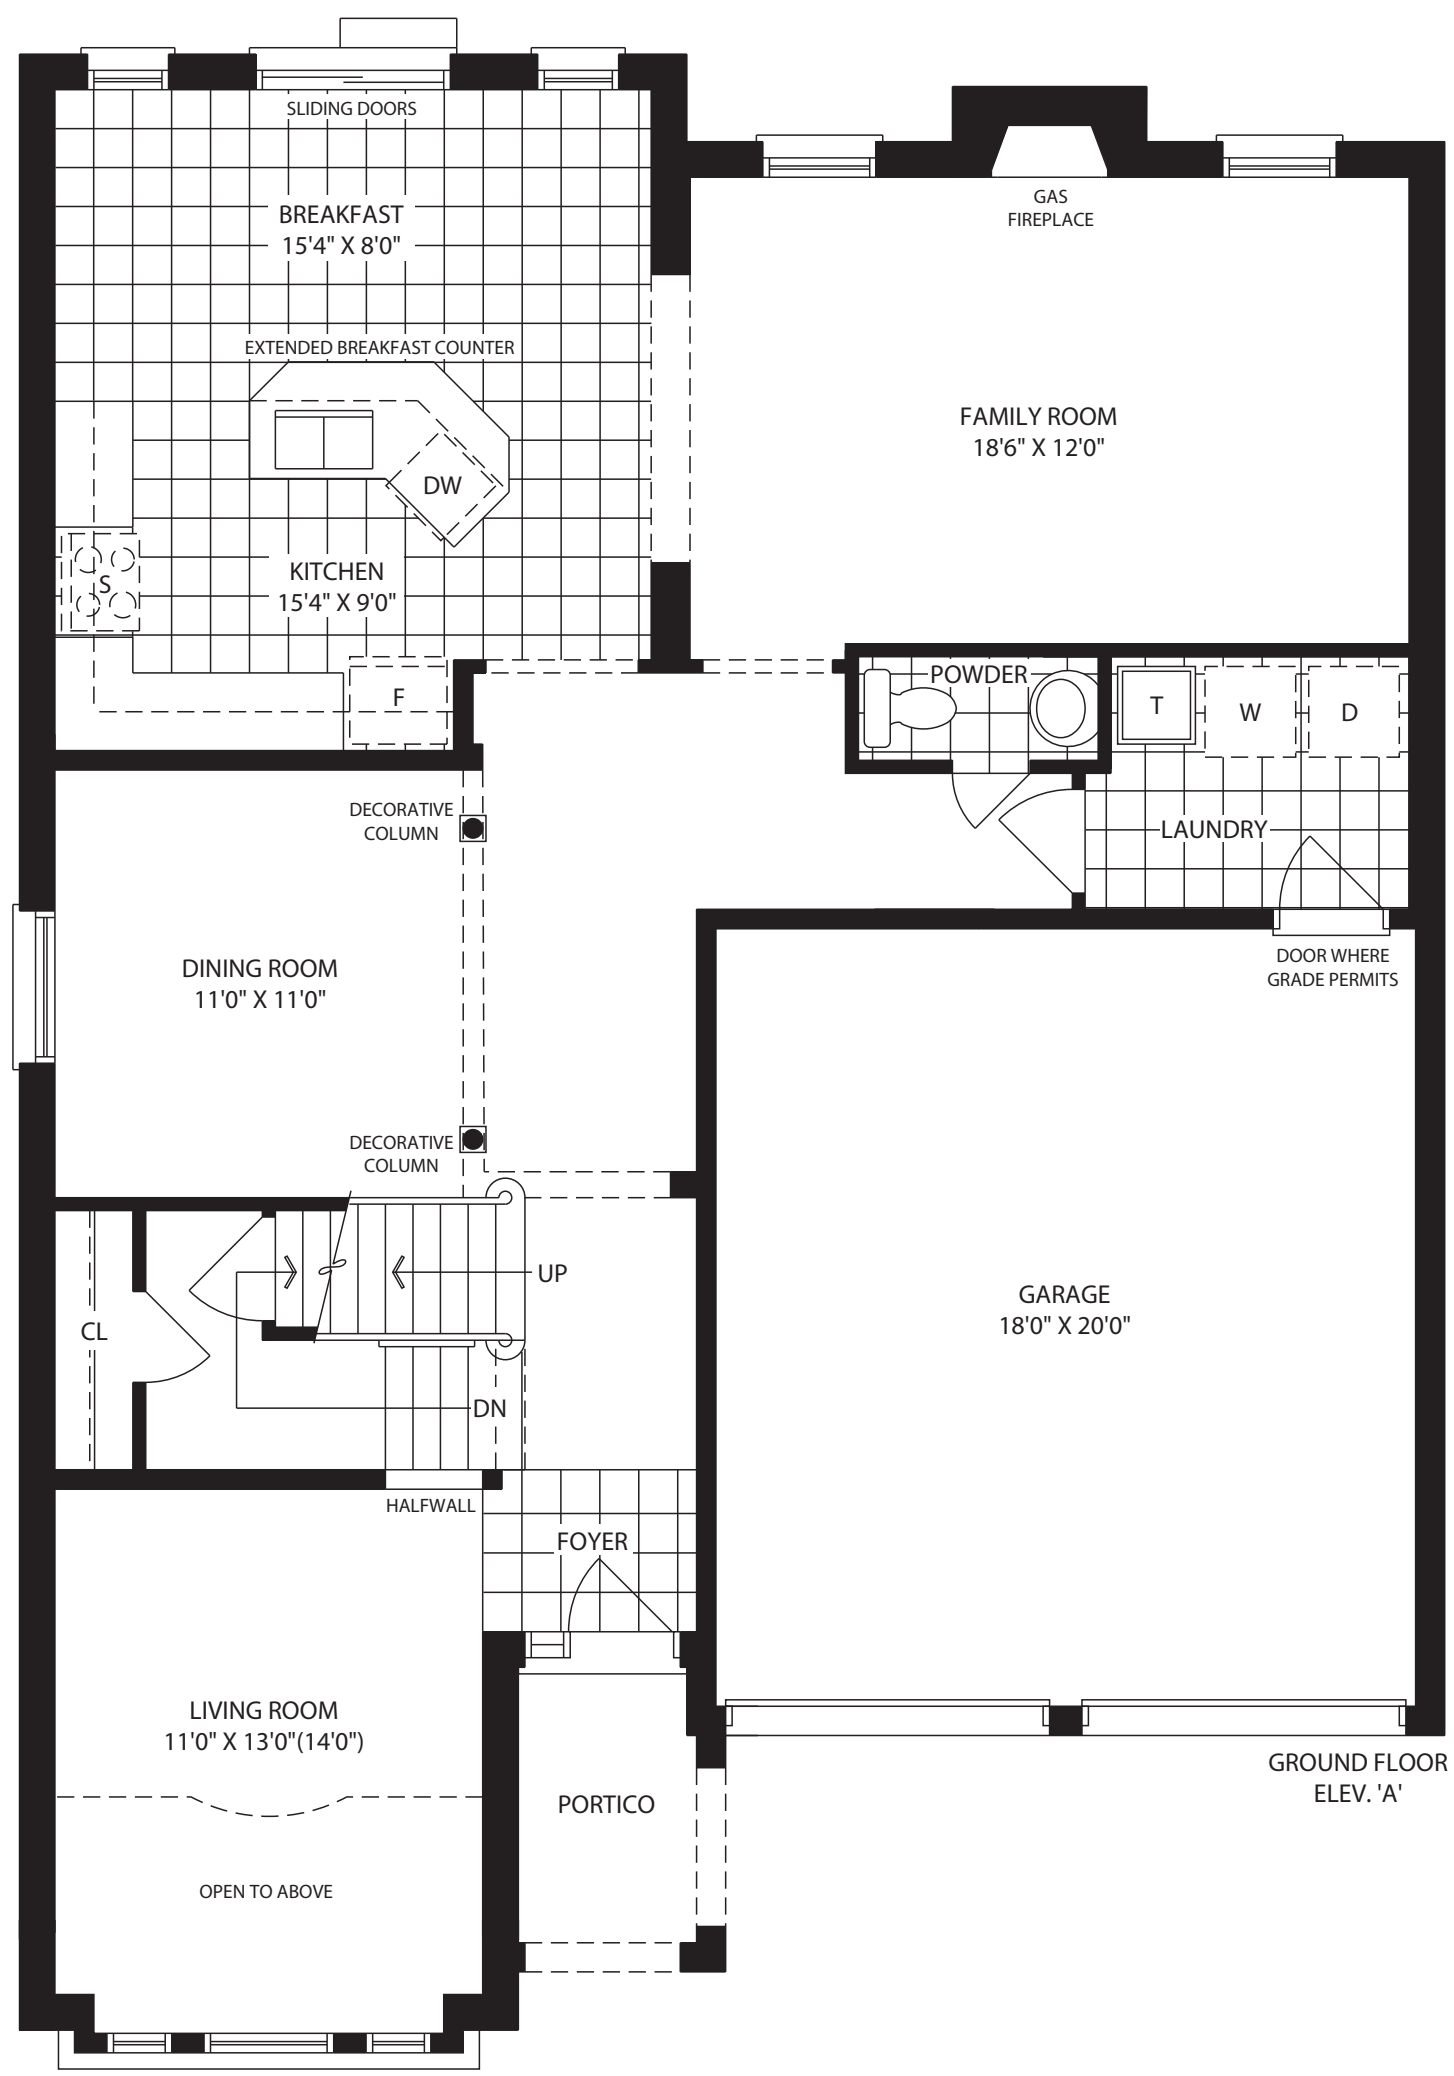 SLIDING DOORS
BREAKFAST
15'4" X 8'0"
GAS
FIREPLACE
EXTENDED BREAKFAST COUNTER
DW
FAMILY ROOM
18'6" X 12'0"
S
KITCHEN
15'4" X 9'0"
F
POWDER
T
W
D
DECORATIVE
COLUMN
LAUNDRY
DINING ROOM
11'0" X 11'0"
DOOR WHERE
GRADE PERMITS
DECORATIVE
COLUMN
UP
CL
GARAGE
18'0" X 20'0"
DN
HALFWALL
FOYER
LIVING ROOM
11'0" X 13'0"(14'0")
PORTICO
GROUND FLOOR
ELEV. 'A'
OPEN TO ABOVE